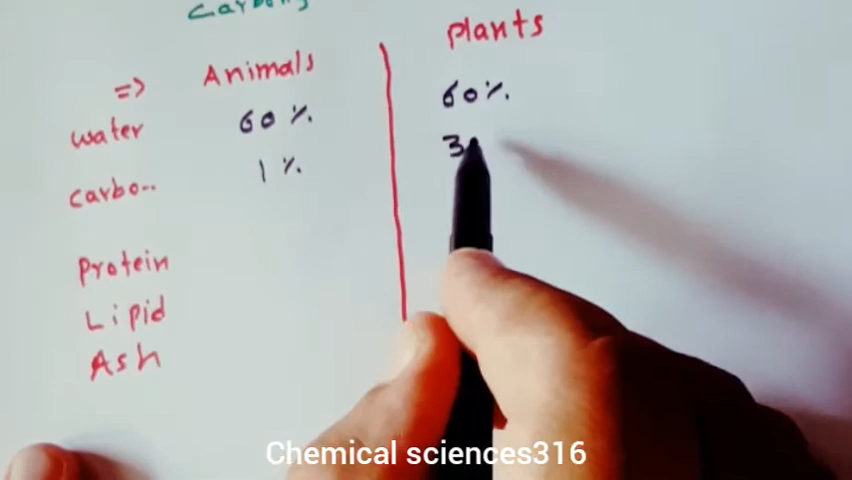 => Animals plants
water 60% 60%
carbo.. 1% 3
Protein
Lipid
Ash
Chemical sciences316